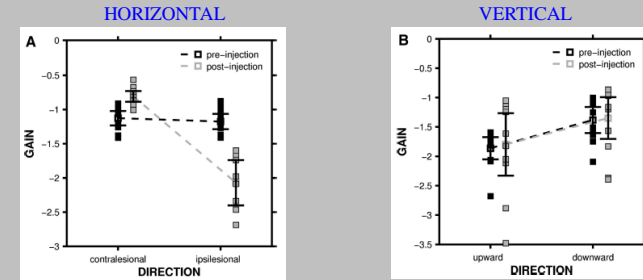 HORIZONTAL
A
0
−0.5
−1
−1.5
−2
−2.5
−3
GAIN
pre-injection
post-injection
contralesional
ipsilesional
DIRECTION
VERTICAL
B
0
−0.5
−1
−1.5
−2
−2.5
−3
−3.5
GAIN
pre-injection
post-injection
upward
downward
DIRECTION